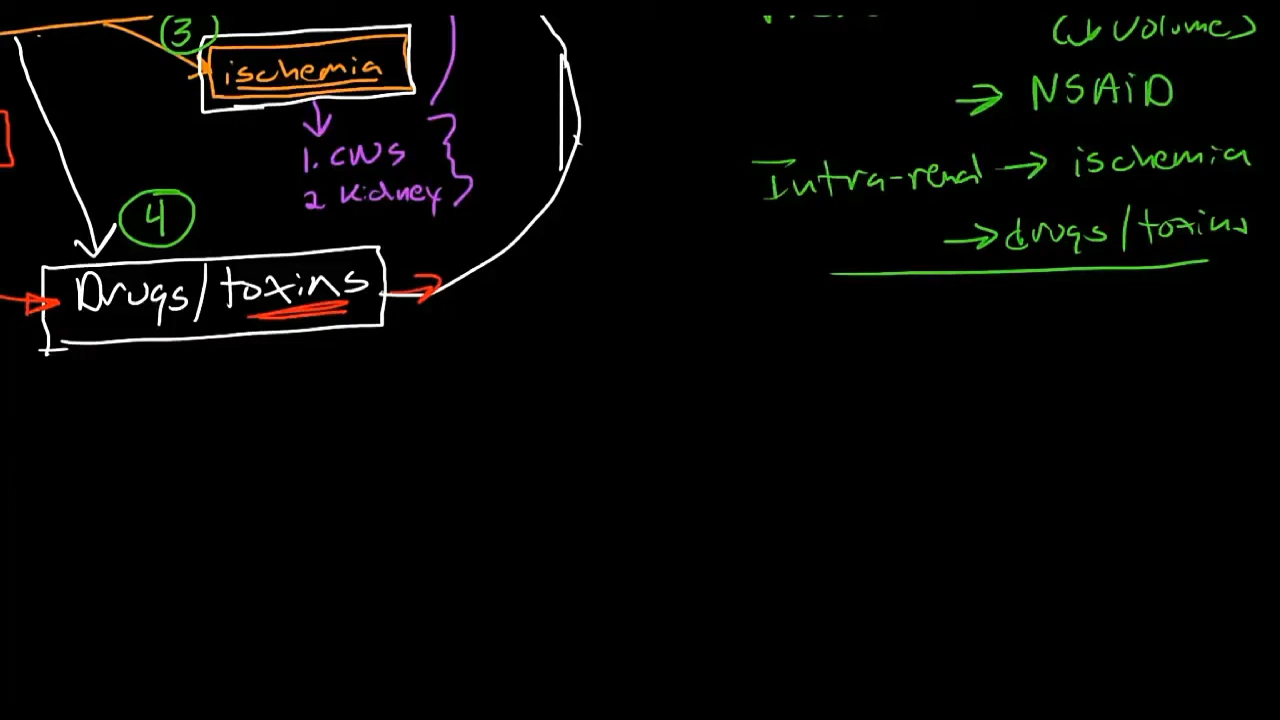 3
ischemia
1. CNS
2 Kidney
4
Drugs/toxins
(↓ Volume)
→ NSAiD
Intra-renal → ischemia
→ drugs/toxins